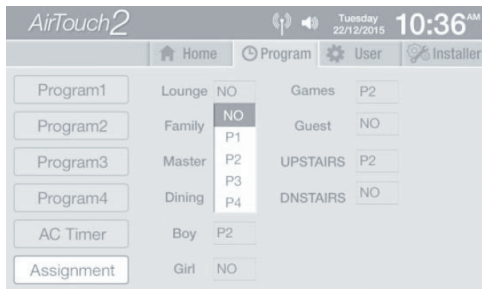 AirTouch2
Tuesday
22/12/2015
10:36 AM
Home Program User Installer
Program1 Lounge NO Games P2
Program2 Family NO Guest NO
P1
Program3 Master P2 UPSTAIRS P2
P3
Program4 Dining P4 DNSTAIRS NO
AC Timer Boy P2
Assignment Girl NO